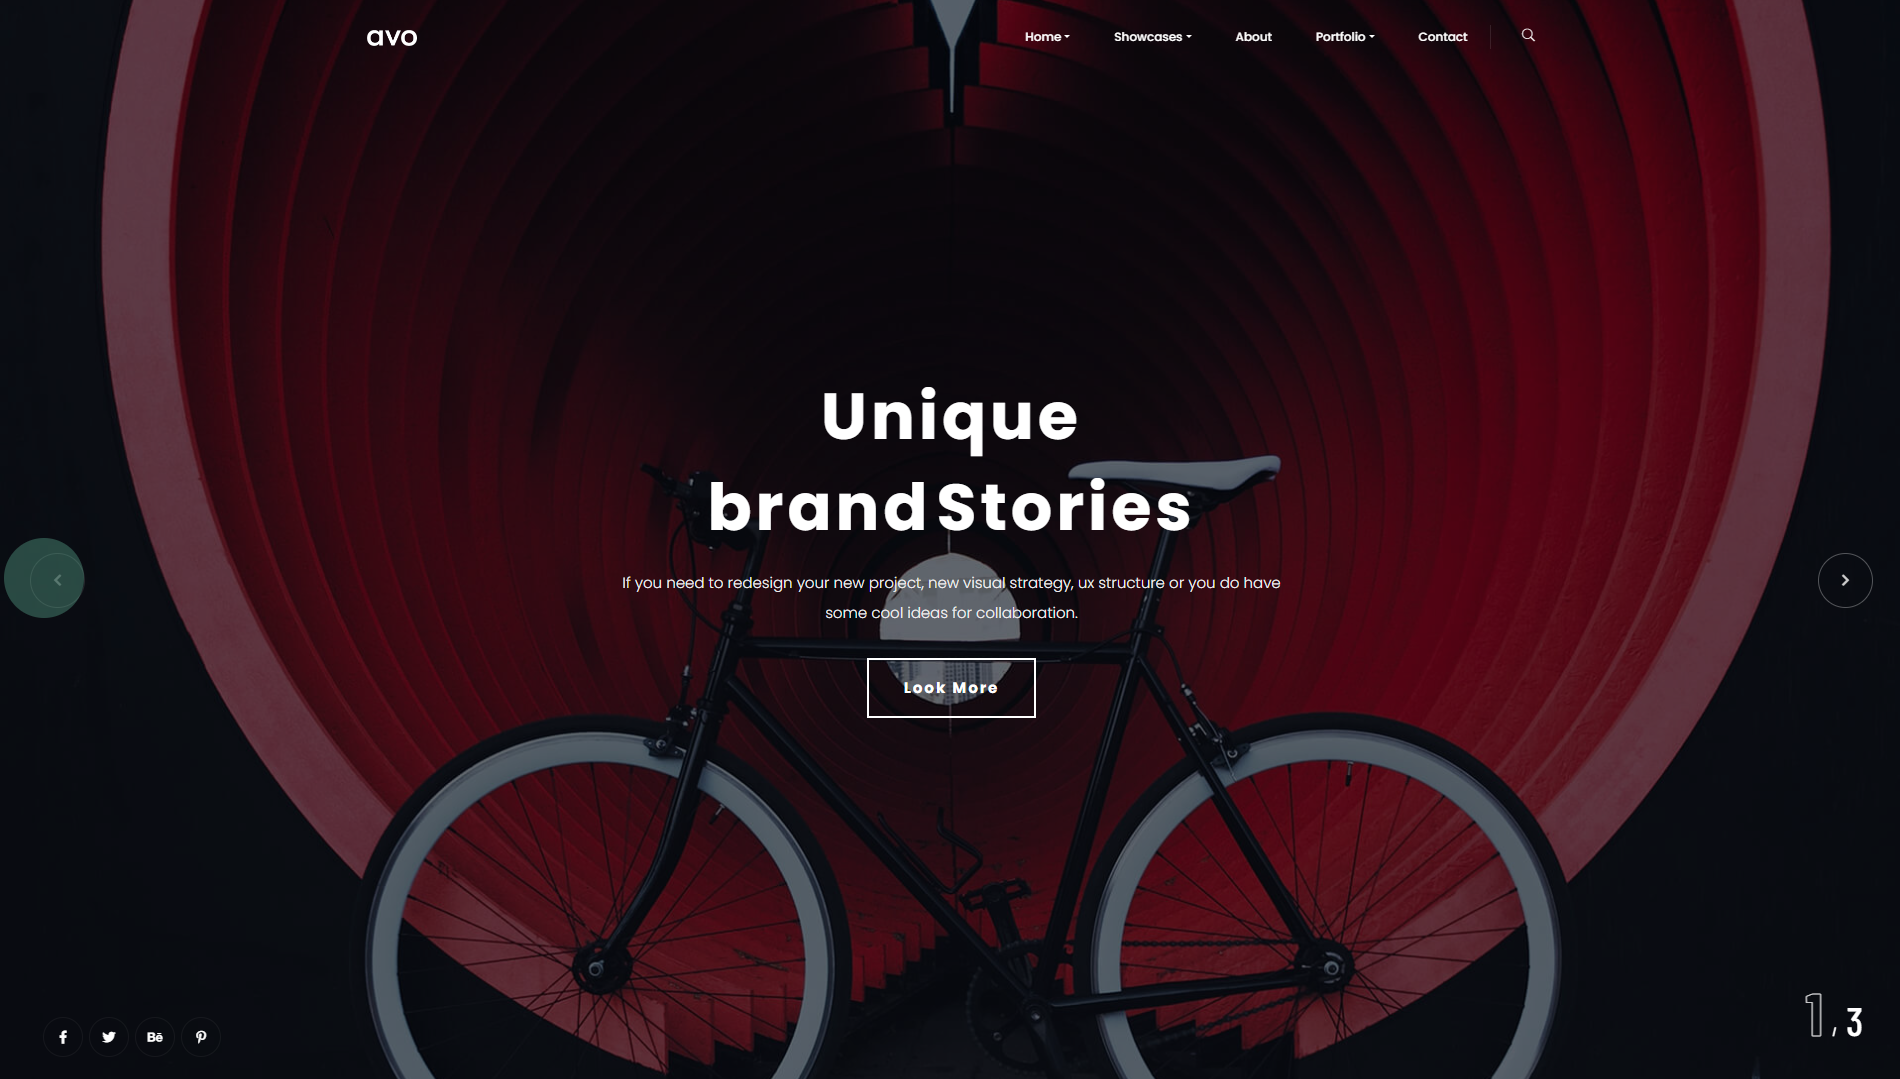 avo
Home
Showcases
About
Portfolio
Contact
Unique
brand Stories
If you need to redesign your new project, new visual strategy, ux structure or you do have
some cool ideas for collaboration.
Look More
Bē
1 , 3